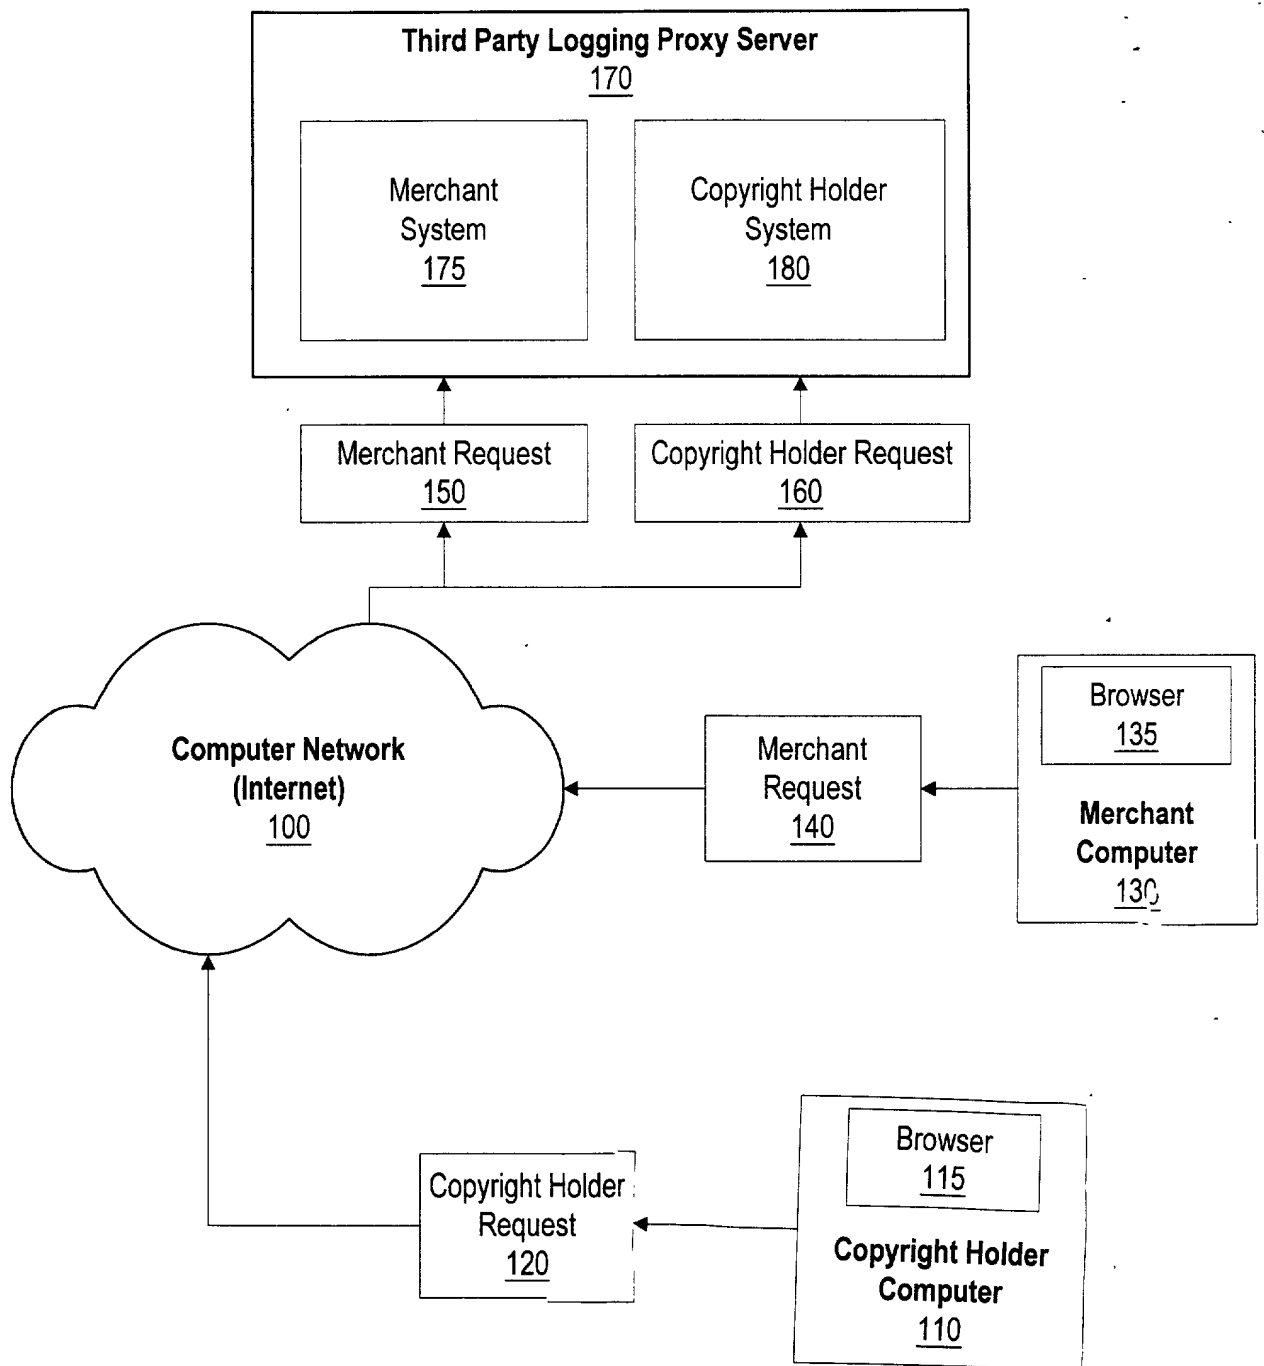 Third Party Logging Proxy Server
170
Merchant
System
175
Copyright Holder
System
180
Merchant Request
150
Copyright Holder Request
160
Computer Network
(Internet)
100
Merchant
Request
140
Browser
135
Merchant
Computer
130
Copyright Holder
Request
120
Browser
115
Copyright Holder
Computer
110